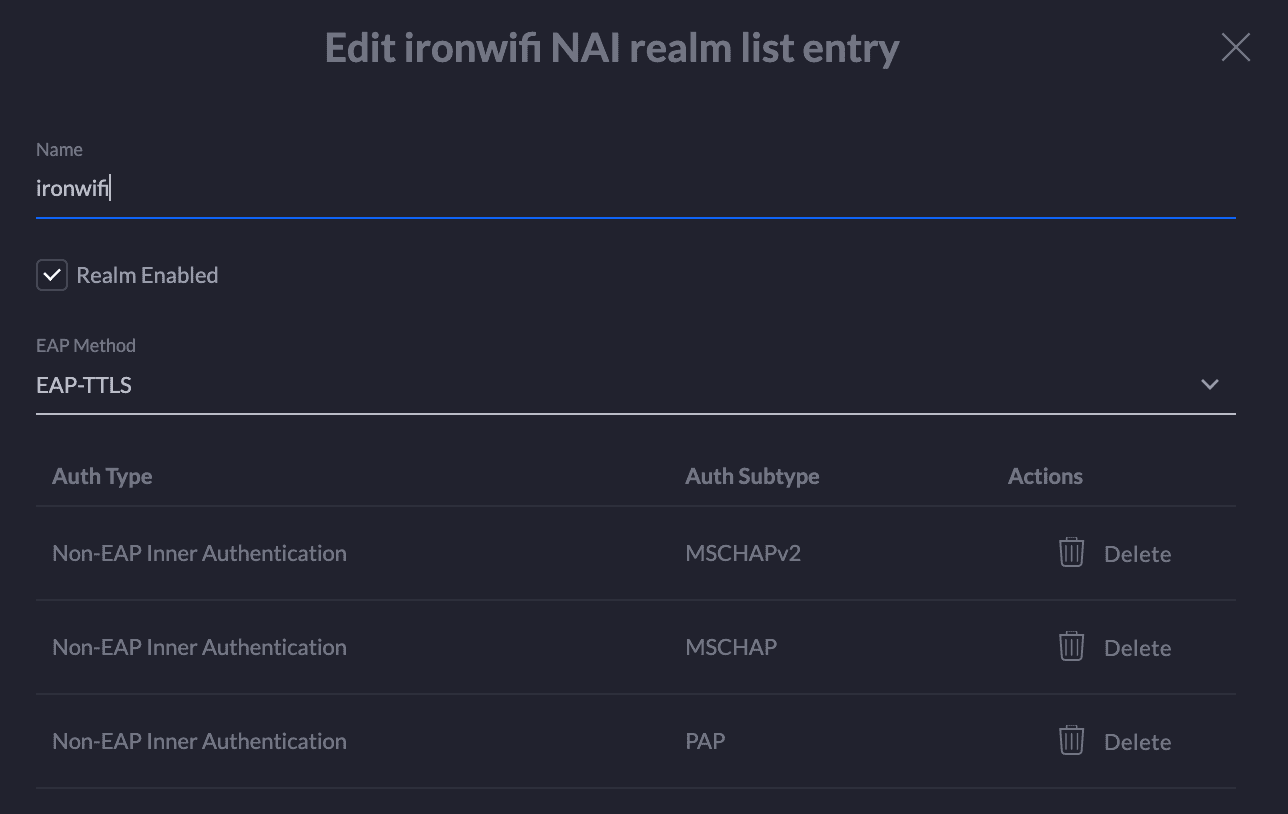 Edit ironwifi NAI realm list entry
Name
ironwifi
Realm Enabled
EAP Method
EAP-TTLS
Auth Type Auth Subtype Actions
Non-EAP Inner Authentication MSCHAPv2 Delete
Non-EAP Inner Authentication MSCHAP Delete
Non-EAP Inner Authentication PAP Delete